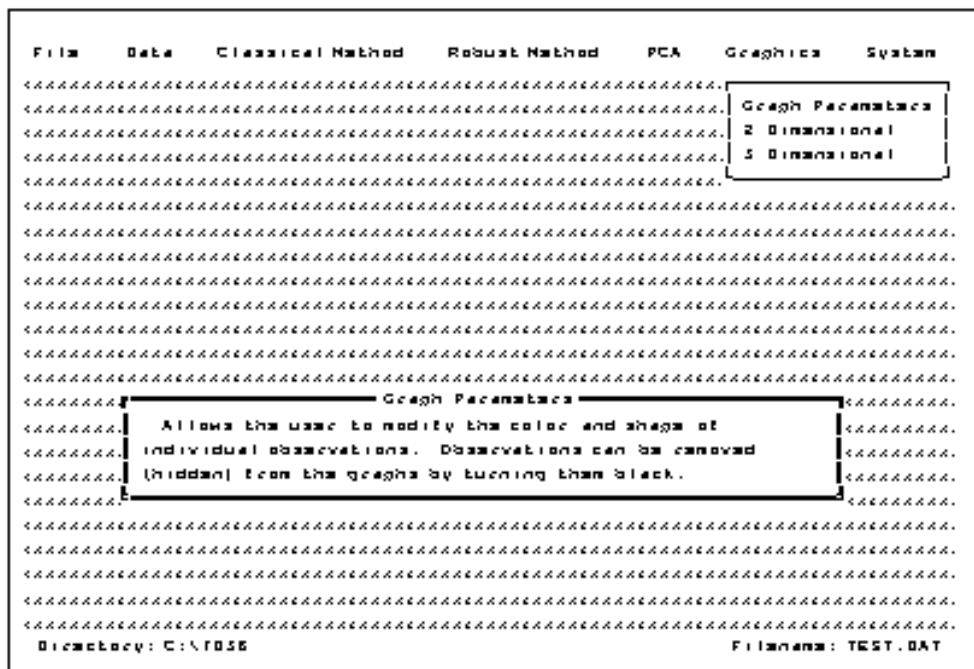 File Data Classical Method Robust Method PCA Graphics System
Graph Parameters
2 Dimensional
3 Dimensional
Graph Parameters
Allows the user to modify the color and shape of
individual observations. Observations can be removed
(hidden) from the graphs by turning them black.
Directory: C:\
Filename: TEST.DAT